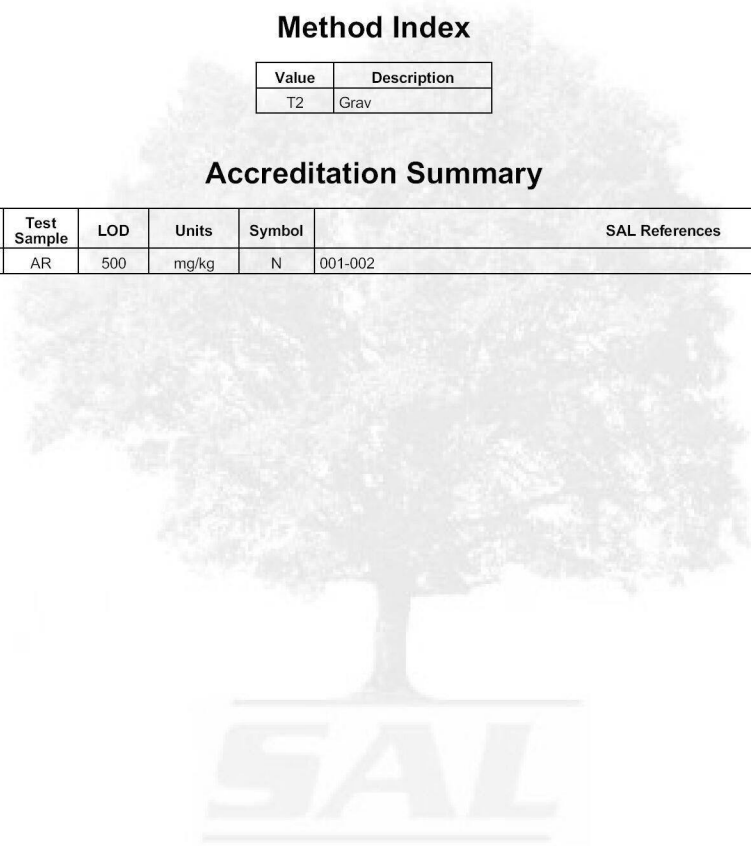 Method Index
Value Description
T2 Grav
Accreditation Summary
Test Sample LOD Units Symbol SAL References
AR 500 mg/kg N 001-002
SAL